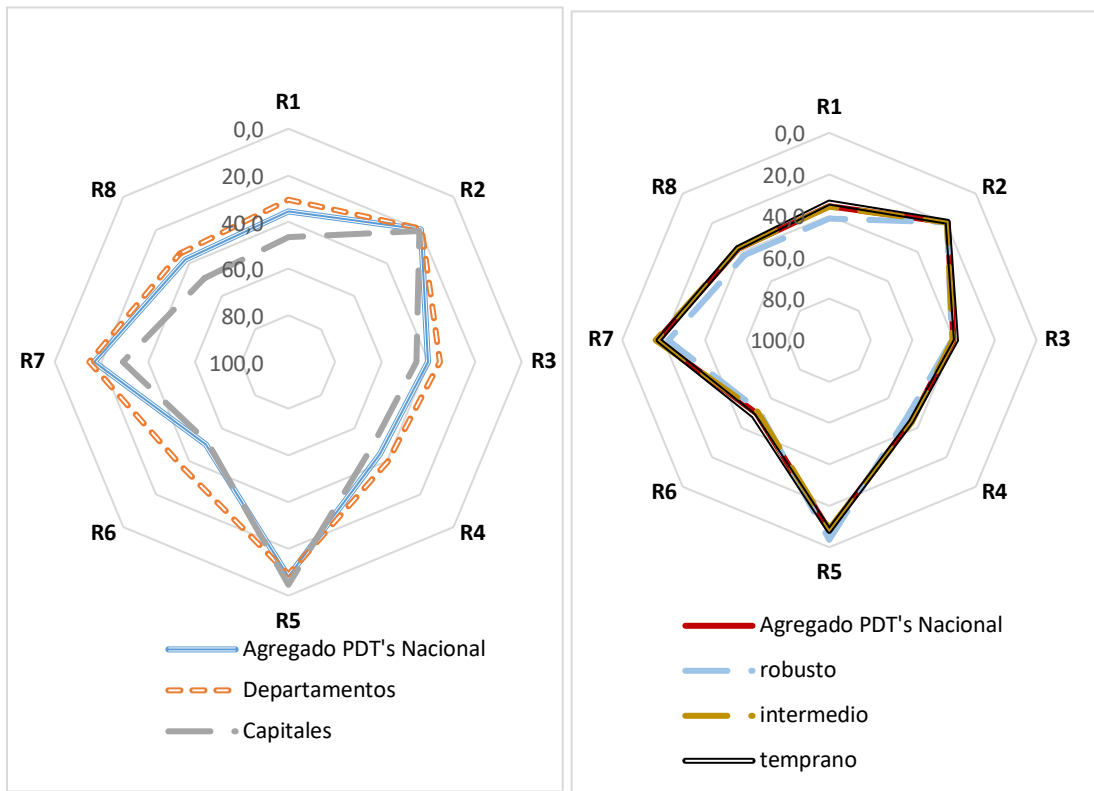 R1
0,0
20,0
40,0
60,0
80,0
100,0
R2
R3
R4
R5
R6
R7
R8
Agregado PDT's Nacional
Departamentos
Capitales
R1
0,0
20,0
40,0
60,0
80,0
100,0
R2
R3
R4
R5
R6
R7
R8
Agregado PDT's Nacional
robusto
intermedio
temprano